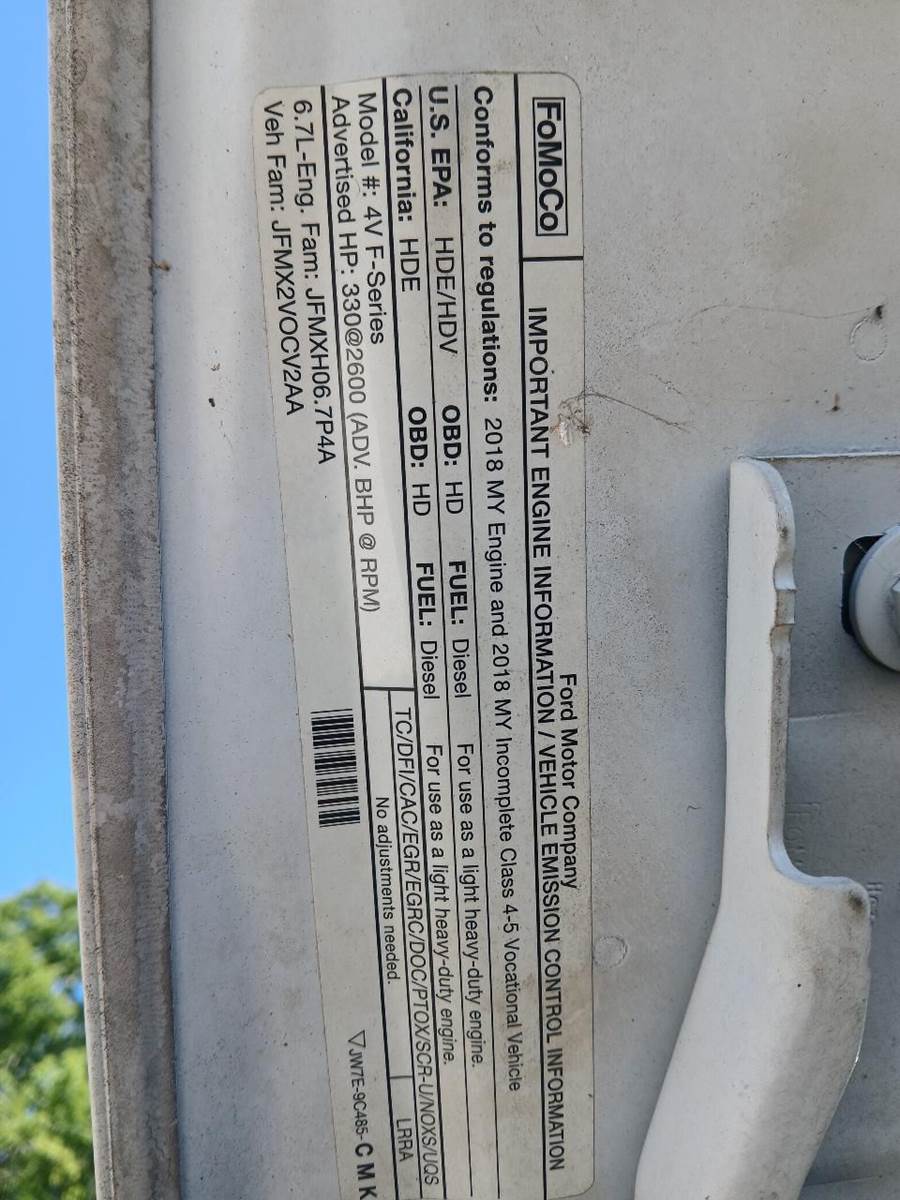 FoMoCo
Ford Motor Company
IMPORTANT ENGINE INFORMATION / VEHICLE EMISSION CONTROL INFORMATION
Conforms to regulations: 2018 MY Engine and 2018 MY Incomplete Class 4-5 Vocational Vehicle
U.S. EPA: HDE/HDV OBD: HD FUEL: Diesel For use as a light heavy-duty engine.
California: HDE OBD: HD FUEL: Diesel For use as a light heavy-duty engine.
Model #: 4V F-Series
Advertised HP: 330@2600 (ADV. BHP @ RPM)
TC/DFI/CAC/EGR/EGRC/DOC/PTOX/SCR-U/NOXS/UQS
No adjustments needed.
LRRA
6.7L-Eng. Fam: JFMXH06.7P4A
Veh Fam: JFMX2VOCV2AA
▽JW7E-9C485- C M K